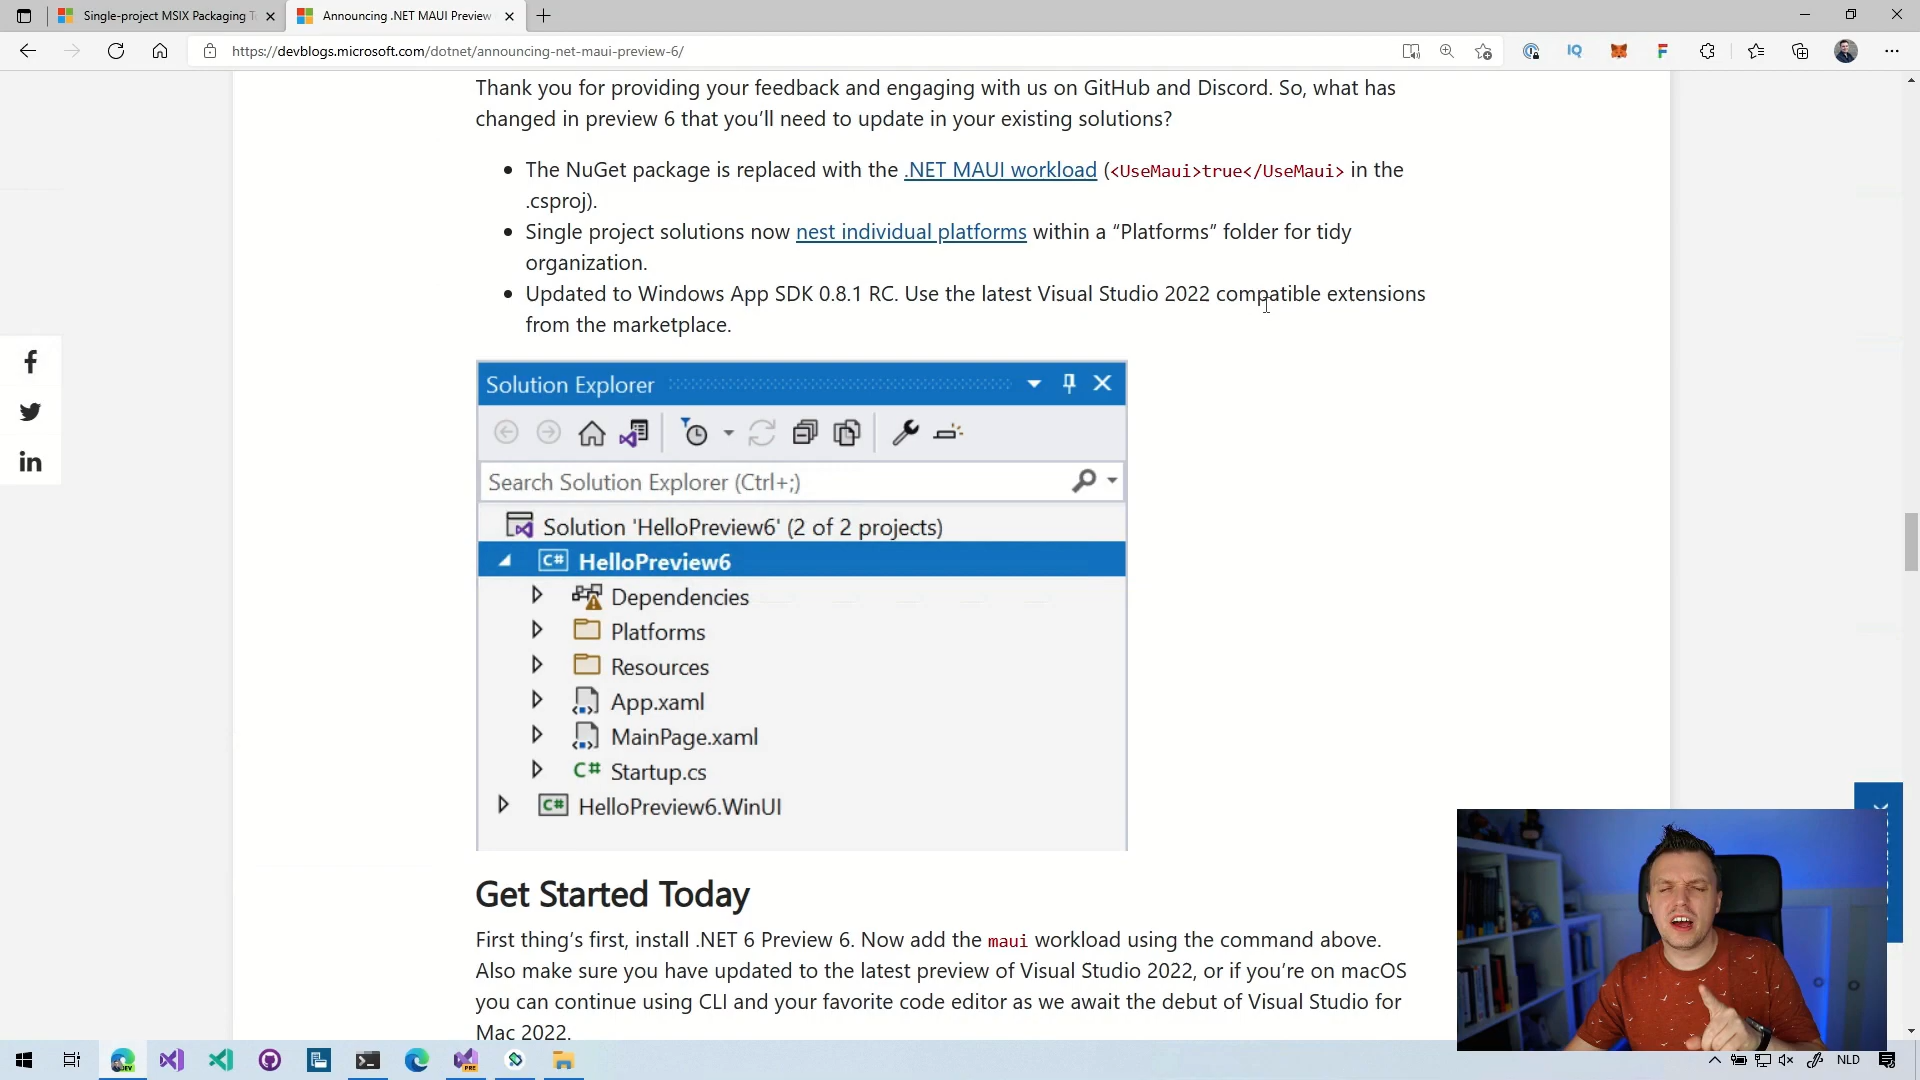 Single-project MSIX Packaging T
Announcing .NET MAUI Preview
https://devblogs.microsoft.com/dotnet/announcing-net-maui-preview-6/
IQ
F
Thank you for providing your feedback and engaging with us on GitHub and Discord. So, what has
changed in preview 6 that you’ll need to update in your existing solutions?
• The NuGet package is replaced with the .NET MAUI workload (<UseMaui>true</UseMaui> in the
.csproj).
• Single project solutions now nest individual platforms within a “Platforms” folder for tidy
organization.
• Updated to Windows App SDK 0.8.1 RC. Use the latest Visual Studio 2022 compatible extensions
from the marketplace.
f
in
Solution Explorer
Search Solution Explorer (Ctrl+;)
Solution 'HelloPreview6' (2 of 2 projects)
C# HelloPreview6
Dependencies
Platforms
Resources
App.xaml
MainPage.xaml
C# Startup.cs
C# HelloPreview6.WinUI
Get Started Today
First thing’s first, install .NET 6 Preview 6. Now add the maui workload using the command above.
Also make sure you have updated to the latest preview of Visual Studio 2022, or if you’re on macOS
you can continue using CLI and your favorite code editor as we await the debut of Visual Studio for
Mac 2022.
DEV
PRE
NLD